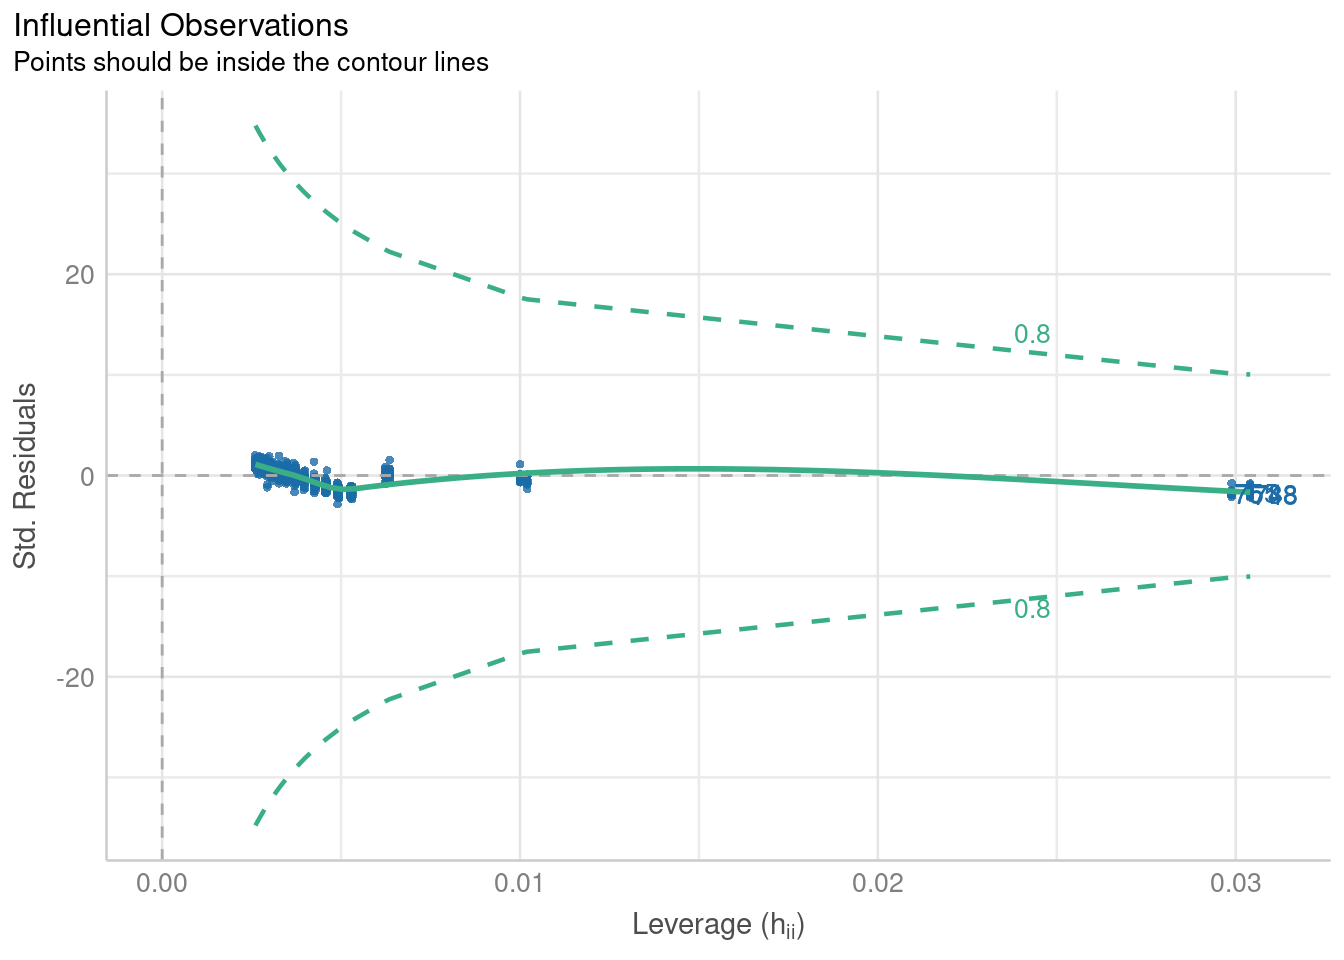 Influential Observations
Points should be inside the contour lines
Std. Residuals
20
0
-20
0.8
0.8
0.00
0.01
0.02
0.03
Leverage (hᵢᵢ)